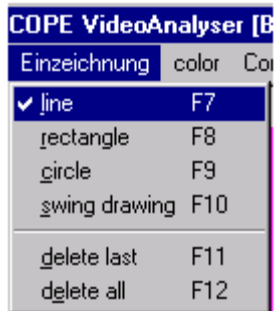 COPE VideoAnalyser [B
Einzeichnung color Co
✔ line F7
rectangle F8
circle F9
swing drawing F10
delete last F11
delete all F12